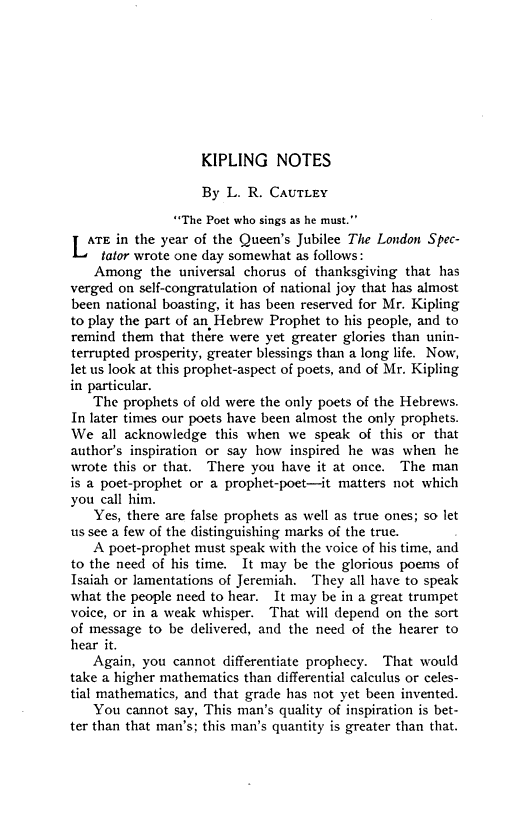 KIPLING NOTES
By L. R. CAUTLEY
"The Poet who sings as he must."
LATE in the year of the Queen's Jubilee The London Spec-
tator wrote one day somewhat as follows:
Among the universal chorus of thanksgiving that has
verged on self-congratulation of national joy that has almost
been national boasting, it has been reserved for Mr. Kipling
to play the part of an Hebrew Prophet to his people, and to
remind them that there were yet greater glories than unin-
terrupted prosperity, greater blessings than a long life. Now,
let us look at this prophet-aspect of poets, and of Mr. Kipling
in particular.
The prophets of old were the only poets of the Hebrews.
In later times our poets have been almost the only prophets.
We all acknowledge this when we speak of this or that
author's inspiration or say how inspired he was when he
wrote this or that. There you have it at once. The man
is a poet-prophet or a prophet-poet—it matters not which
you call him.
Yes, there are false prophets as well as true ones; so let
us see a few of the distinguishing marks of the true.
A poet-prophet must speak with the voice of his time, and
to the need of his time. It may be the glorious poems of
Isaiah or lamentations of Jeremiah. They all have to speak
what the people need to hear. It may be in a great trumpet
voice, or in a weak whisper. That will depend on the sort
of message to be delivered, and the need of the hearer to
hear it.
Again, you cannot differentiate prophecy. That would
take a higher mathematics than differential calculus or celes-
tial mathematics, and that grade has not yet been invented.
You cannot say, This man's quality of inspiration is bet-
ter than that man's; this man's quantity is greater than that.